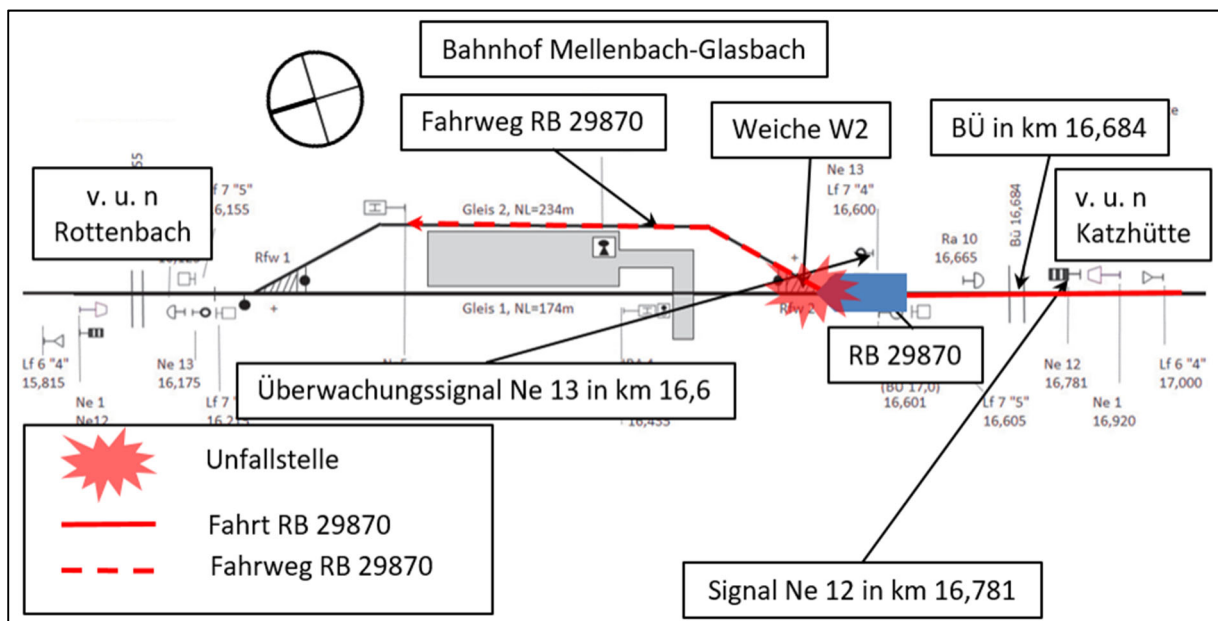 Bahnhof Mellenbach-Glasbach
Fahrweg RB 29870
Weiche W2
BÜ in km 16,684
v. u. n
Rottenbach
v. u. n
Katzhütte
Lf 7 "5"
16,155
Gleis 2, NL=234m
Ne 13
Lf 7 "4"
16,600
Ra 10
16,665
BÜ 16,684
Rfw 1
+
+
Gleis 1, NL=174m
Rfw 2
RB 29870
Lf 6 "4"
15,815
Ne 1
Ne12
Ne 13
16,175
Lf 7
Überwachungssignal Ne 13 in km 16,6
16,455
(BÜ 17,0)
16,601
Lf 7 "5"
16,605
Ne 12
16,781
Ne 1
16,920
Lf 6 "4"
17,000
Unfallstelle
Fahrt RB 29870
Fahrweg RB 29870
Signal Ne 12 in km 16,781